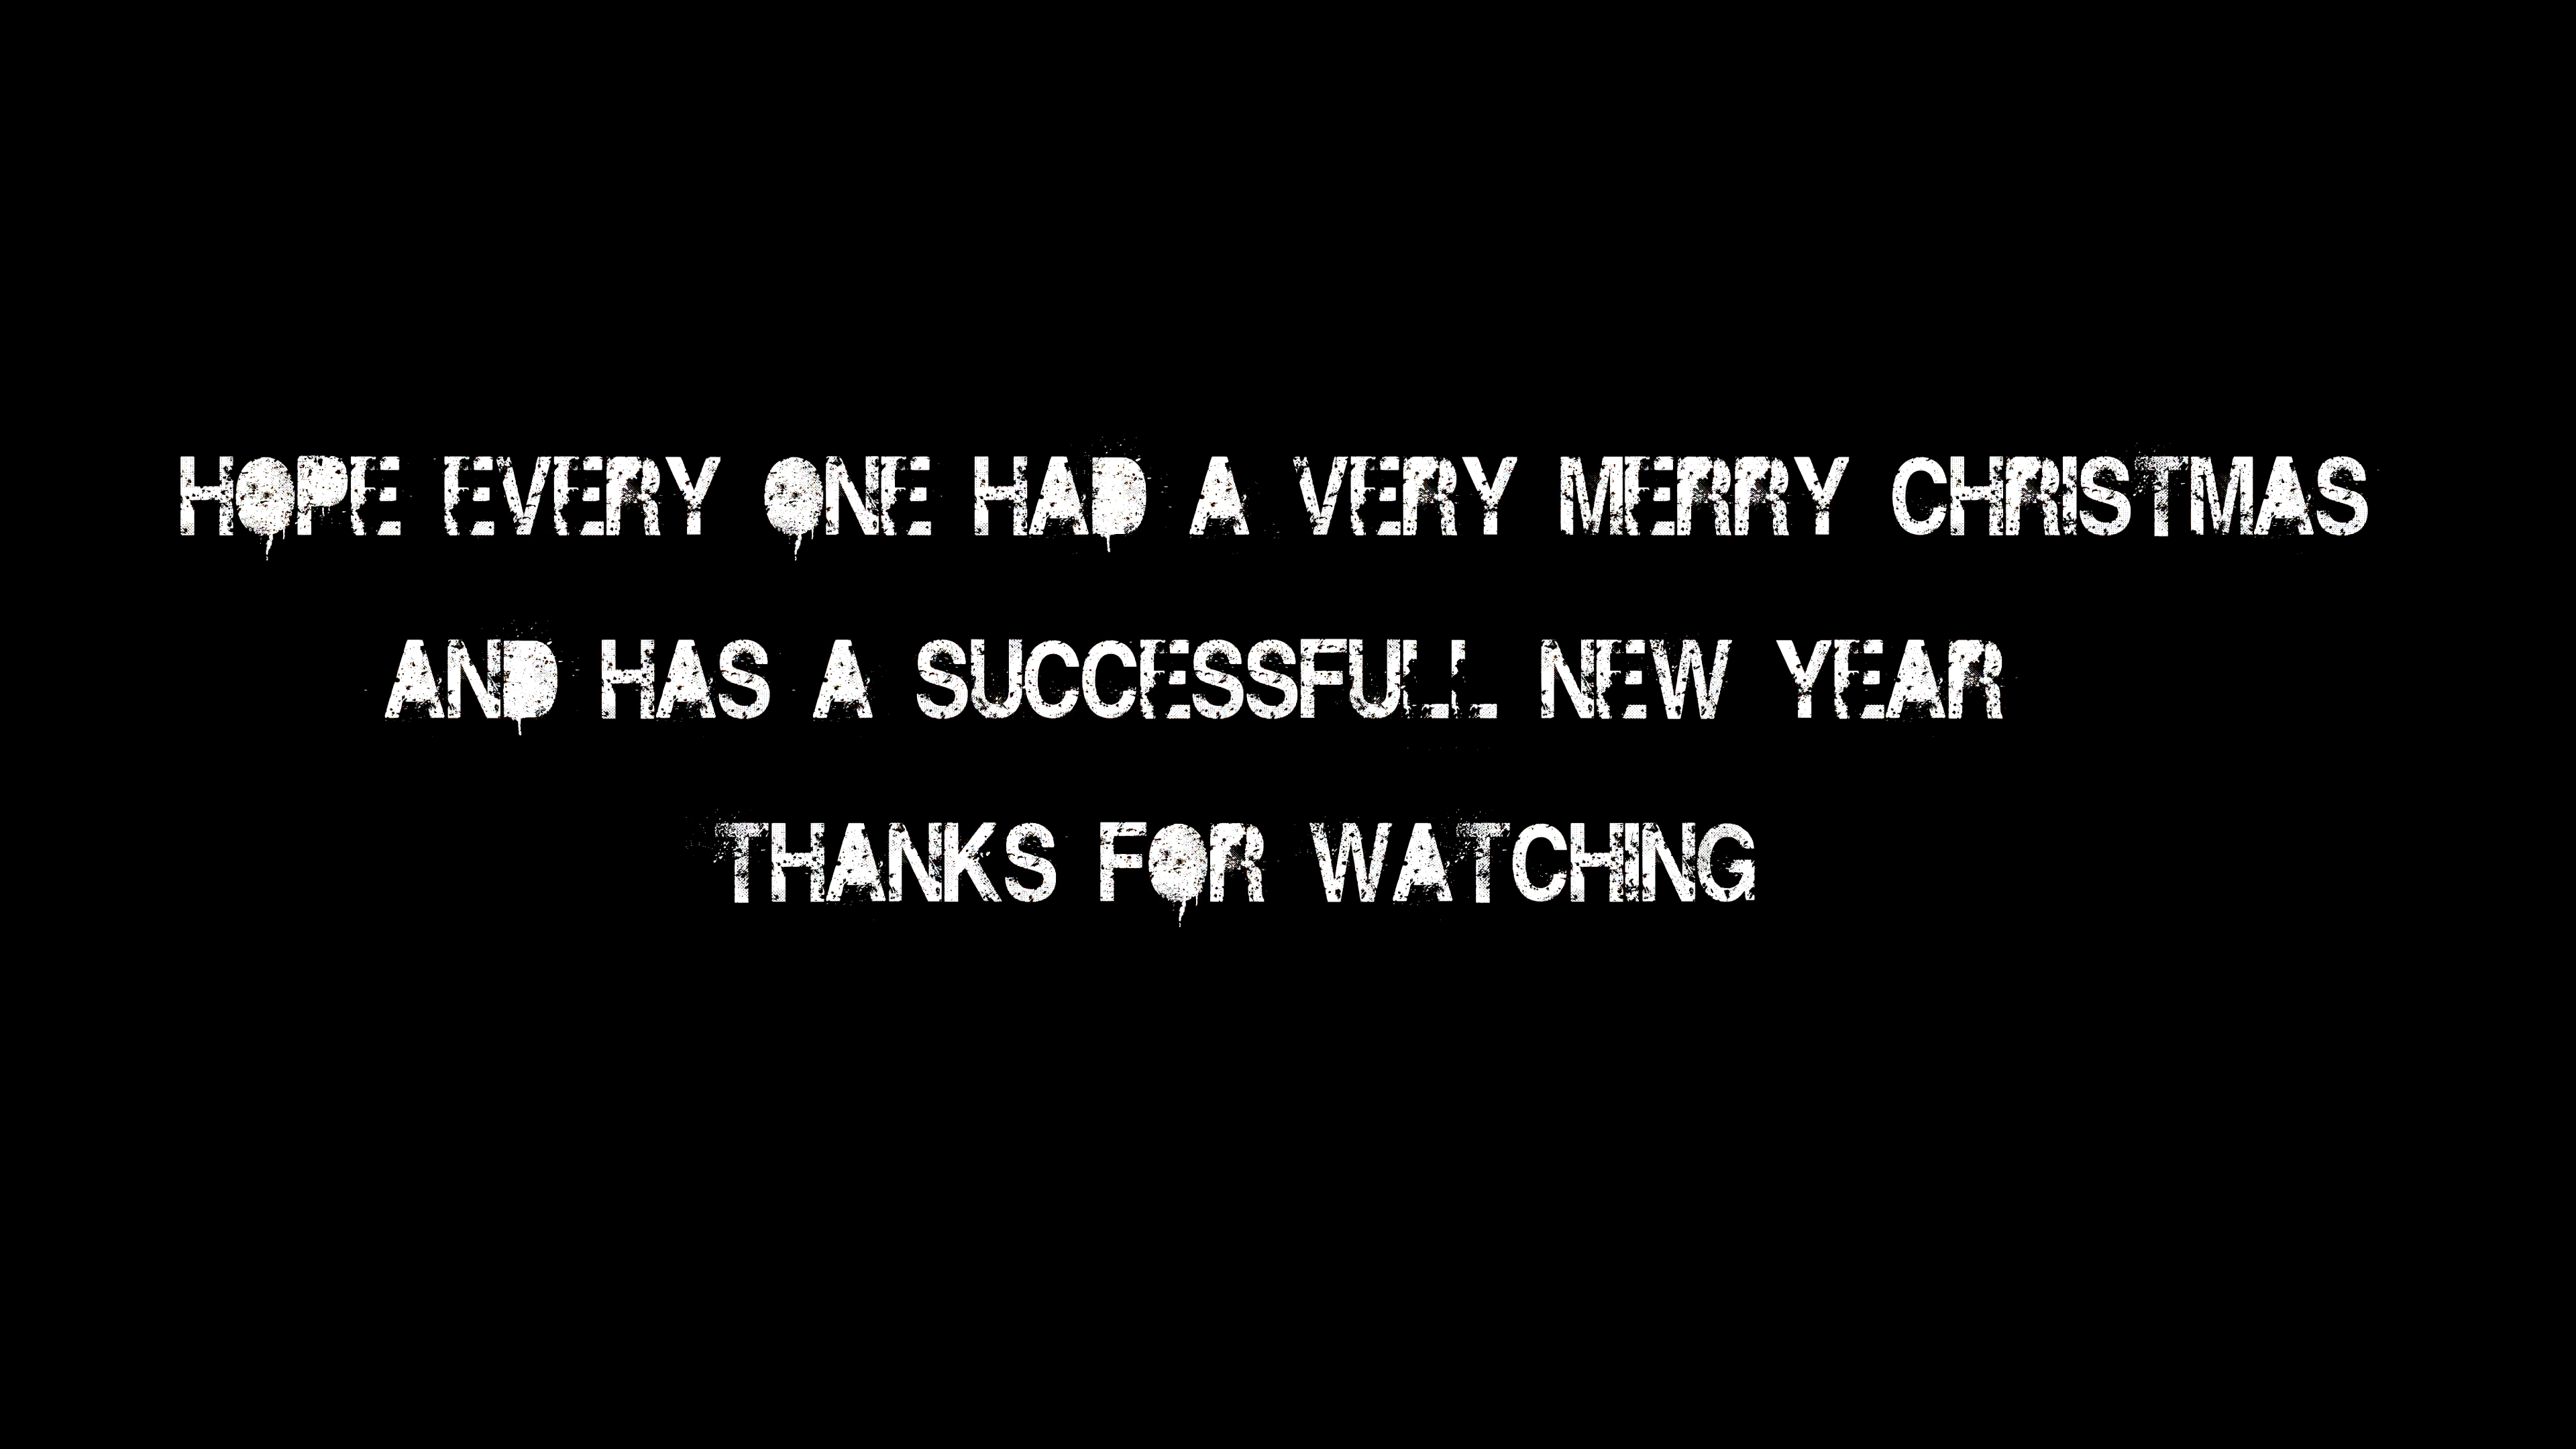 HOPE EVERY ONE HAD A VERY MERRY CHRISTMAS
AND HAS A SUCCESSFULL NEW YEAR
THANKS FOR WATCHING